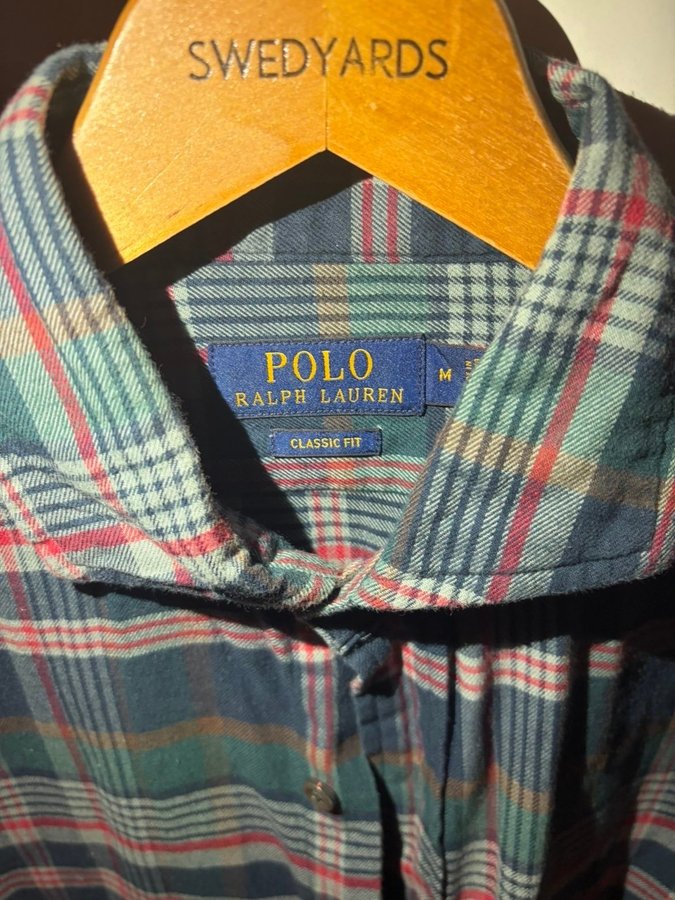 SWEDYARDS
POLO
RALPH LAUREN
M
CLASSIC FIT